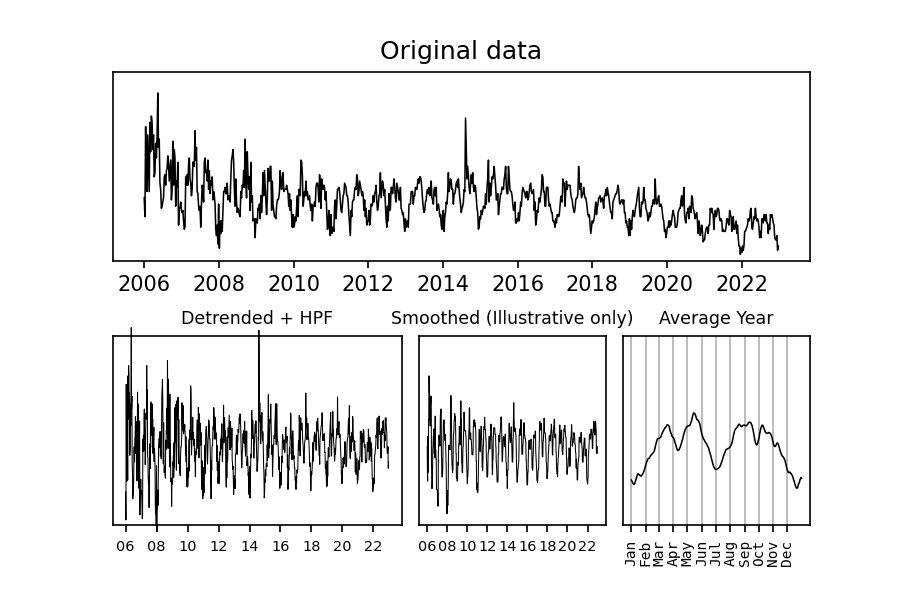 Original data
2006 2008 2010 2012 2014 2016 2018 2020 2022
Detrended + HPF
Smoothed (Illustrative only)
Average Year
06 08 10 12 14 16 18 20 22
06 08 10 12 14 16 18 20 22
Jan Feb Mar Apr May Jun Jul Aug Sep Oct Nov Dec